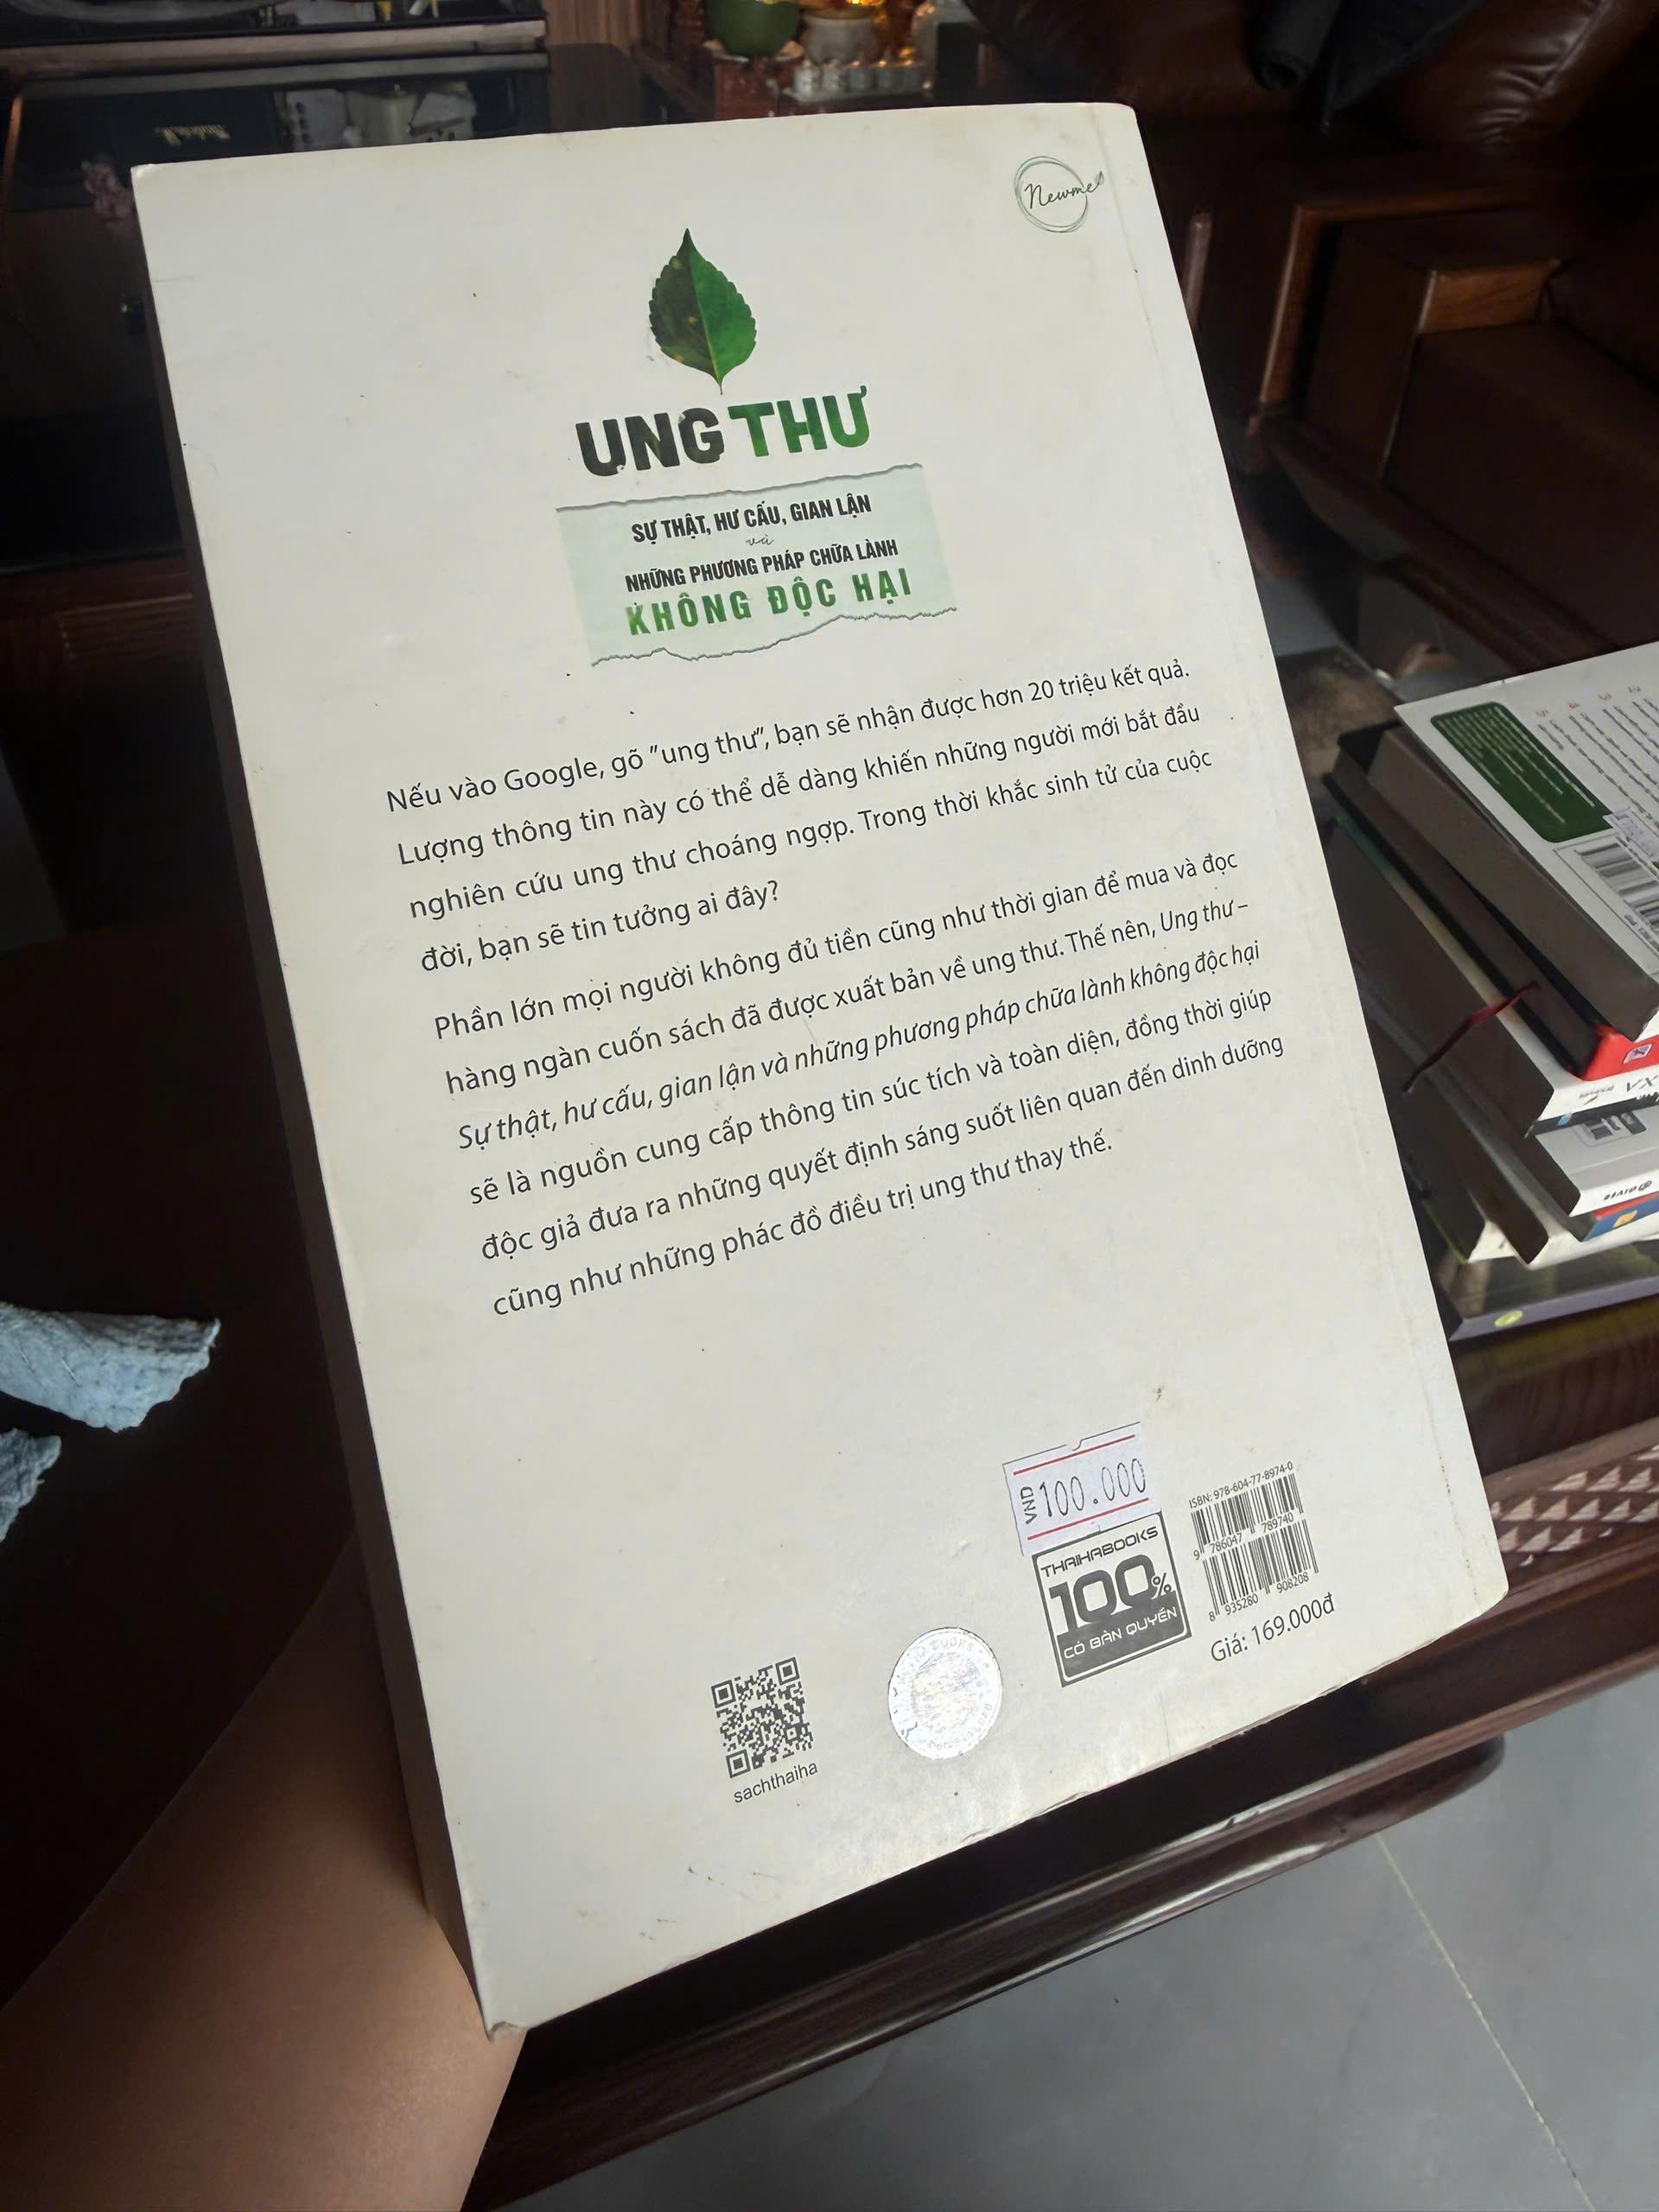 Newme
UNG THƯ
SỰ THẬT, HƯ CẤU, GIAN LẬN
và
NHỮNG PHƯƠNG PHÁP CHỮA LÀNH
KHÔNG ĐỘC HẠI
Nếu vào Google, gõ "ung thư", bạn sẽ nhận được hơn 20 triệu kết quả.
Lượng thông tin này có thể dễ dàng khiến những người mới bắt đầu
nghiên cứu ung thư choáng ngợp. Trong thời khắc sinh tử của cuộc
đời, bạn sẽ tin tưởng ai đây?
Phần lớn mọi người không đủ tiền cũng như thời gian để mua và đọc
hàng ngàn cuốn sách đã được xuất bản về ung thư. Thế nên, Ung thư –
Sự thật, hư cấu, gian lận và những phương pháp chữa lành không độc hại
sẽ là nguồn cung cấp thông tin súc tích và toàn diện, đồng thời giúp
độc giả đưa ra những quyết định sáng suốt liên quan đến dinh dưỡng
cũng như những phác đồ điều trị ung thư thay thế.
VND 100.000
THAIHABOOKS
100%
CÓ BẢN QUYỀN
ISBN: 978-604-77-8974-0
9 786047 789740
8 935280 908208
Giá: 169.000đ
sachthaiha